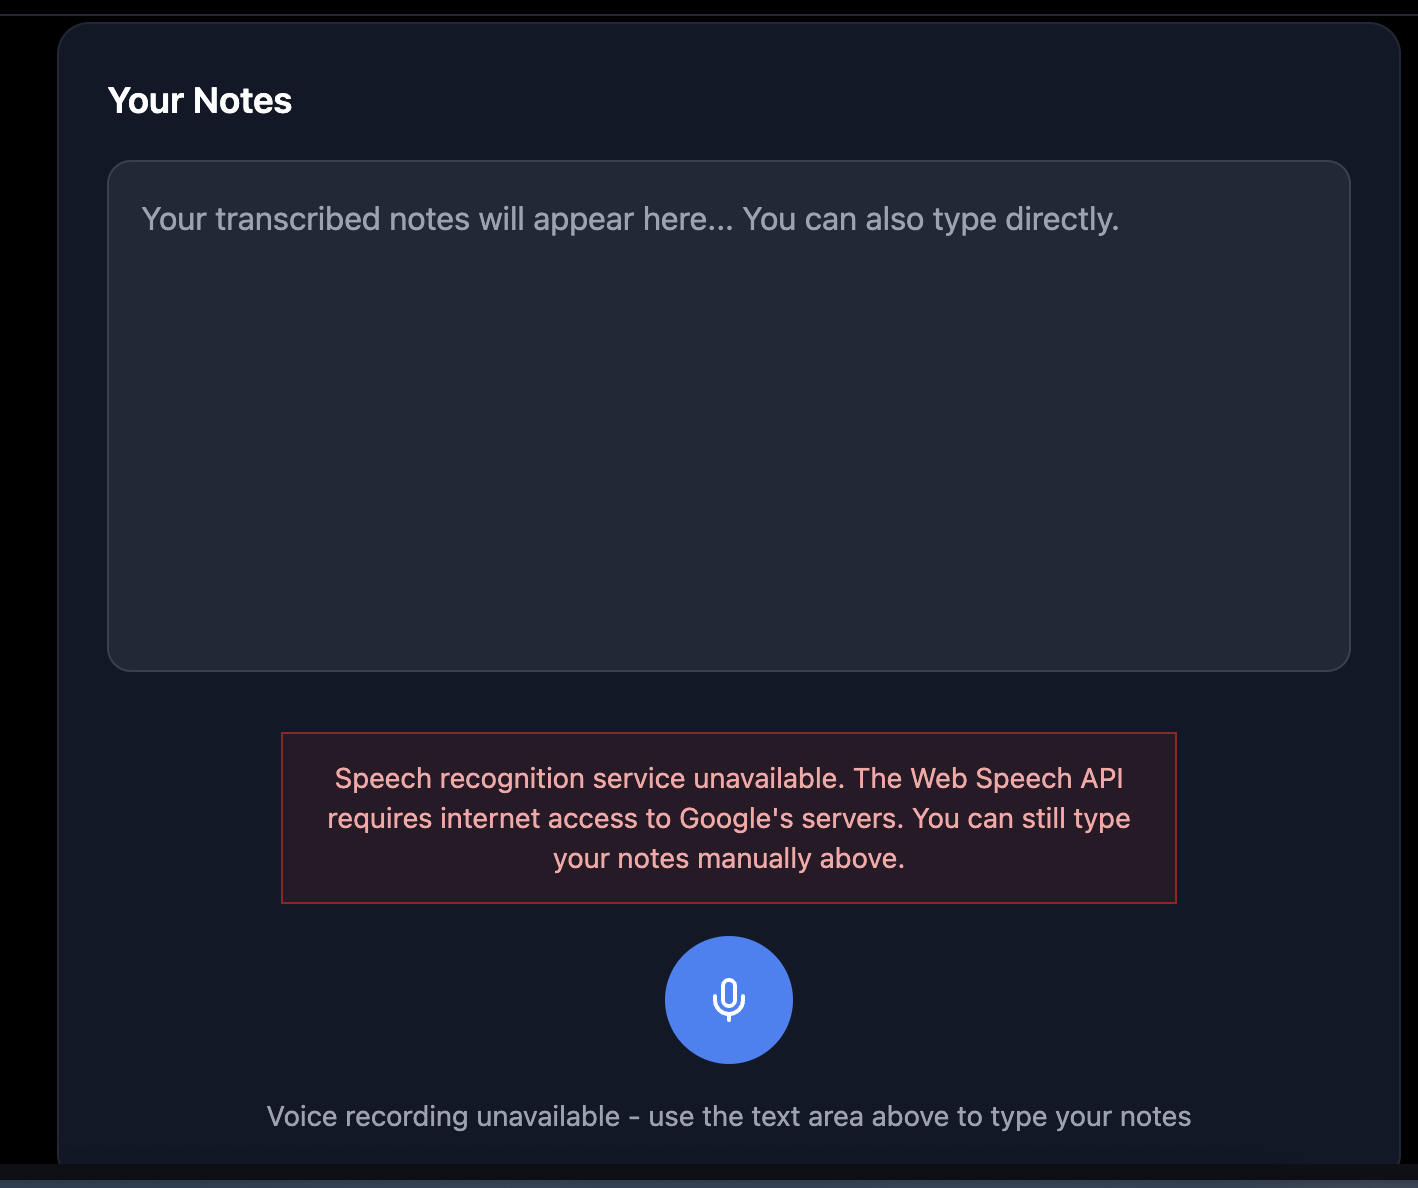 Your Notes
Your transcribed notes will appear here... You can also type directly.
Speech recognition service unavailable. The Web Speech API
requires internet access to Google's servers. You can still type
your notes manually above.
Voice recording unavailable - use the text area above to type your notes